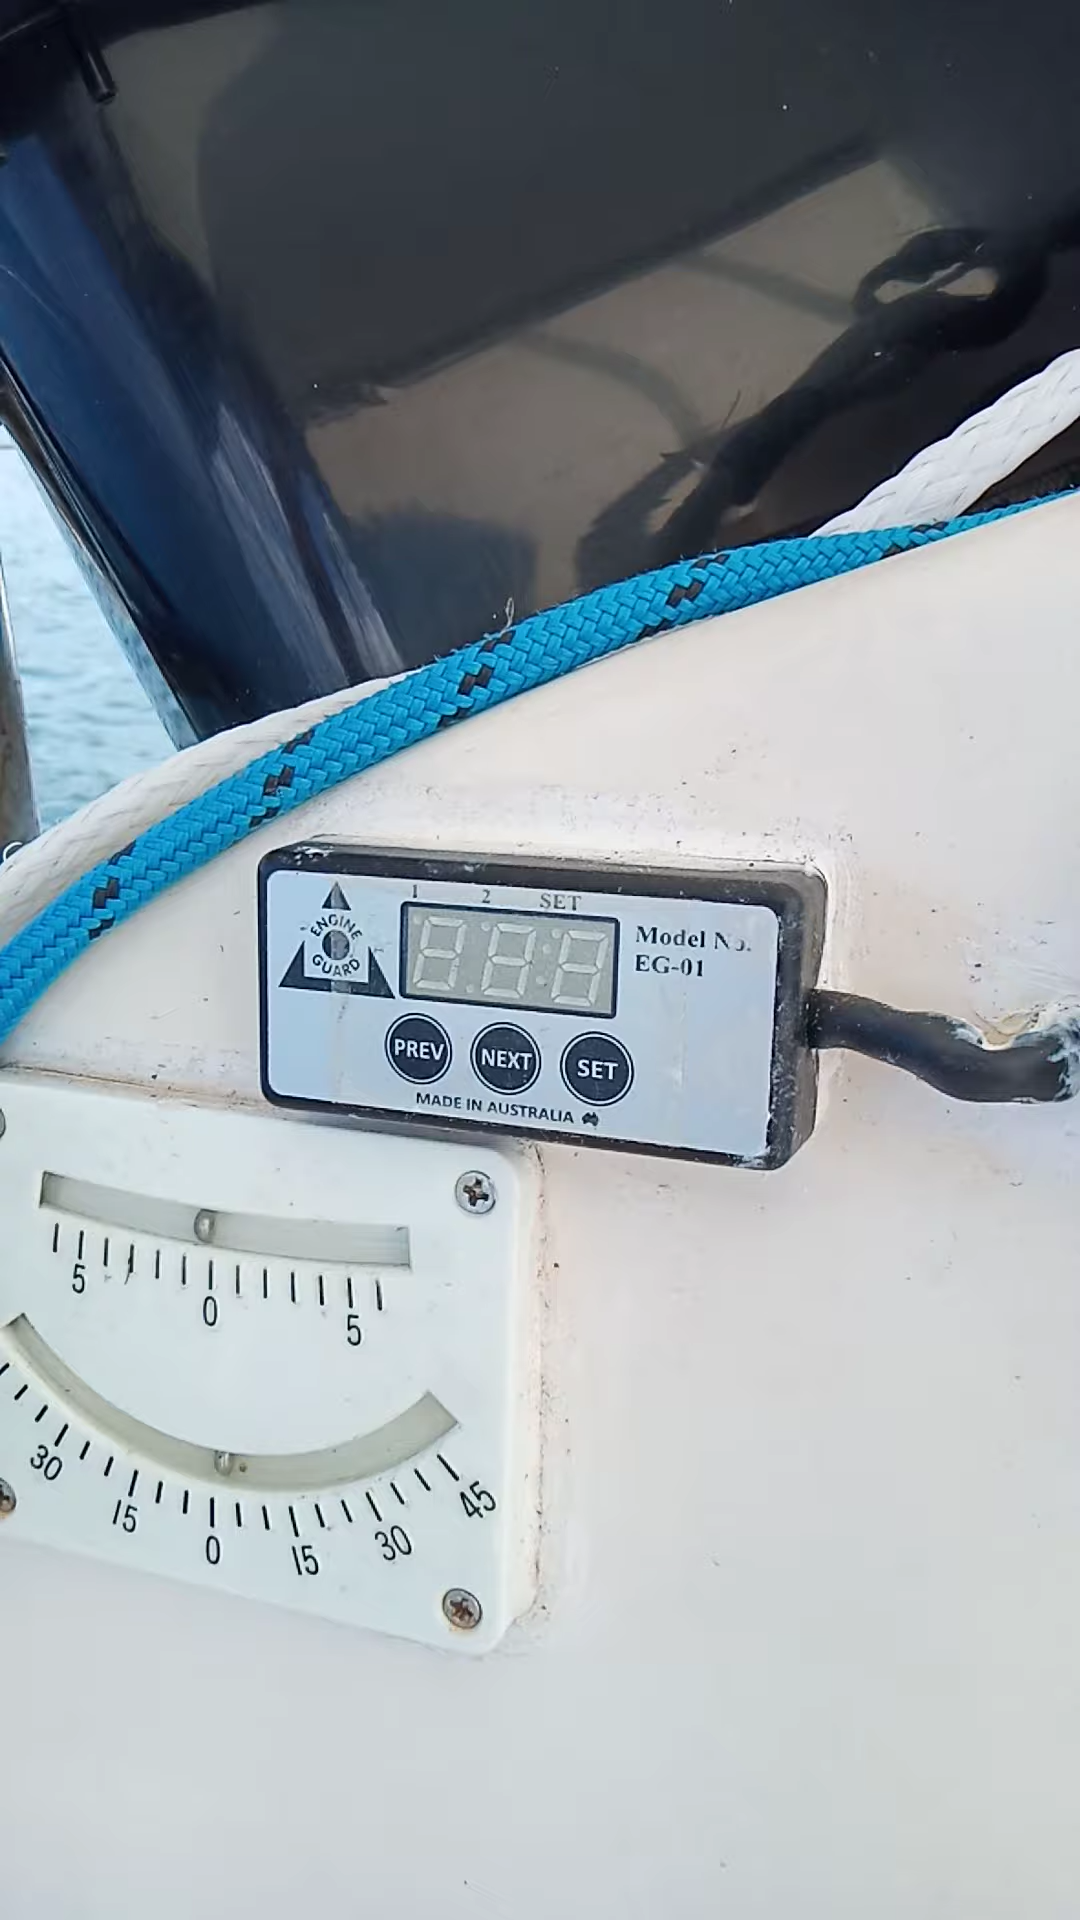 1 2 SET
ENGINE
GUARD
Model No.
EG-01
PREV NEXT SET
MADE IN AUSTRALIA
5 0 5
30 15 0 15 30 45